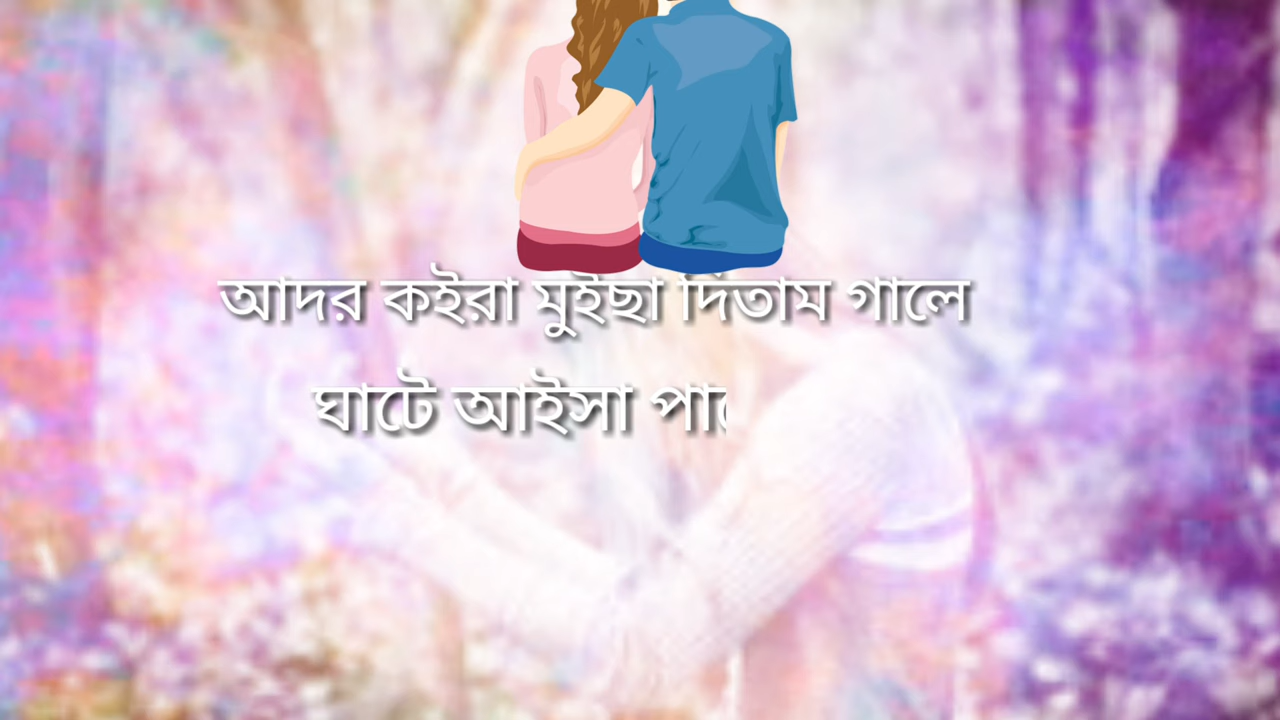 আদর কইরা মুইছা দিতাম গালে
ঘাটে আইসা